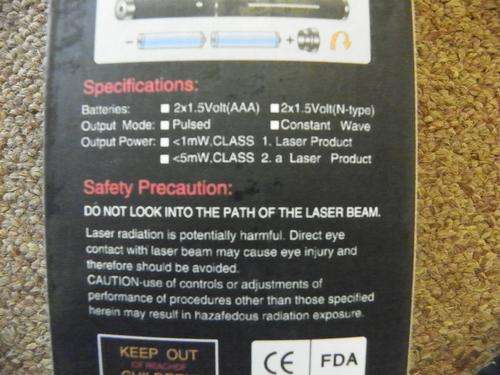 Specifications:
Batteries: ■ 2x1.5Volt(AAA) ■ 2x1.5Volt(N-type)
Output Mode: ■ Pulsed ■ Constant Wave
Output Power: ■ <1mW,CLASS 1. Laser Product
■ <5mW,CLASS 2. a Laser Product
Safety Precaution:
DO NOT LOOK INTO THE PATH OF THE LASER BEAM.
Laser radiation is potentially harmful. Direct eye
contact with laser beam may cause eye injury and
therefore should be avoided.
CAUTION-use of controls or adjustments of
performance of procedures other than those specified
herein may result in hazafedous radiation exposure.
KEEP OUT
OF REACHOF
CHILDREN
CE FDA